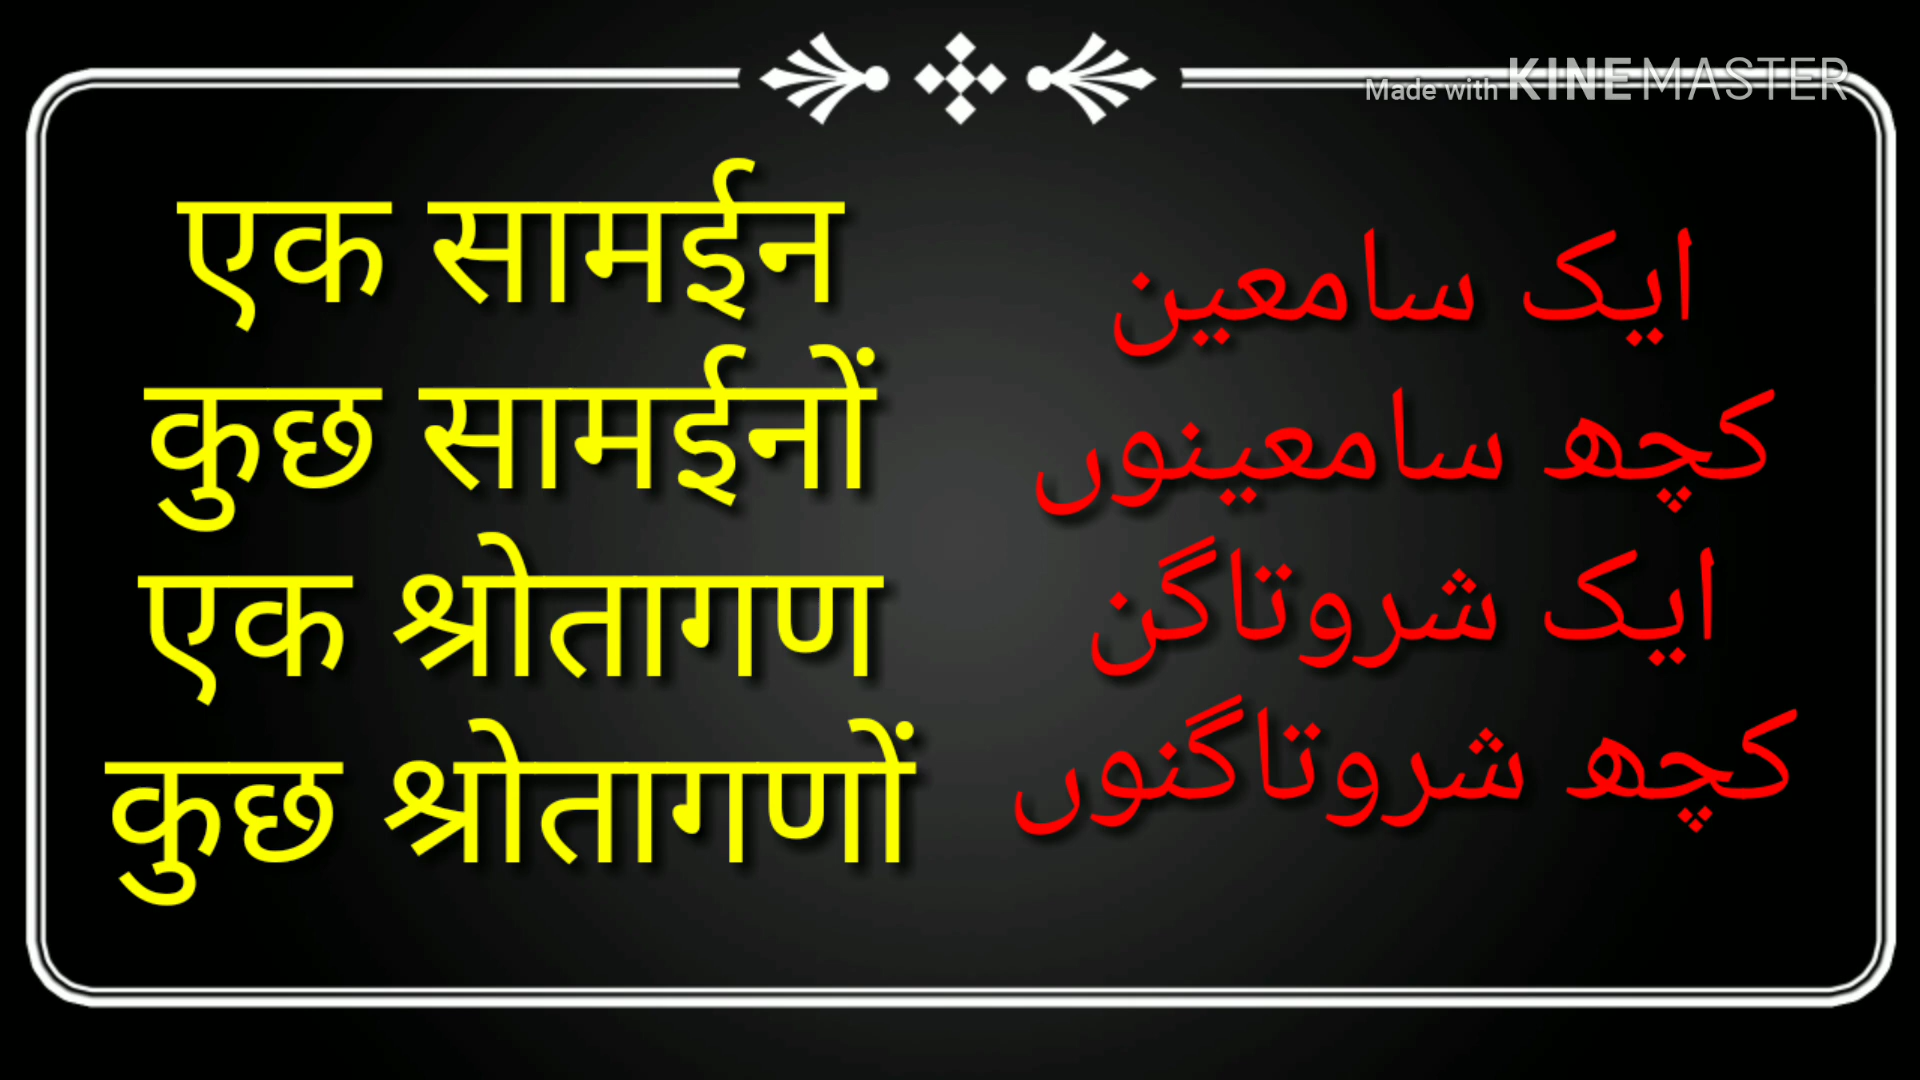 Made with KINEMASTER
एक सामईन
कुछ सामईनों
एक श्रोतागण
कुछ श्रोतागणों
ایک سامعین
کچھ سامعینوں
ایک شروتاگن
کچھ شروتاگنوں